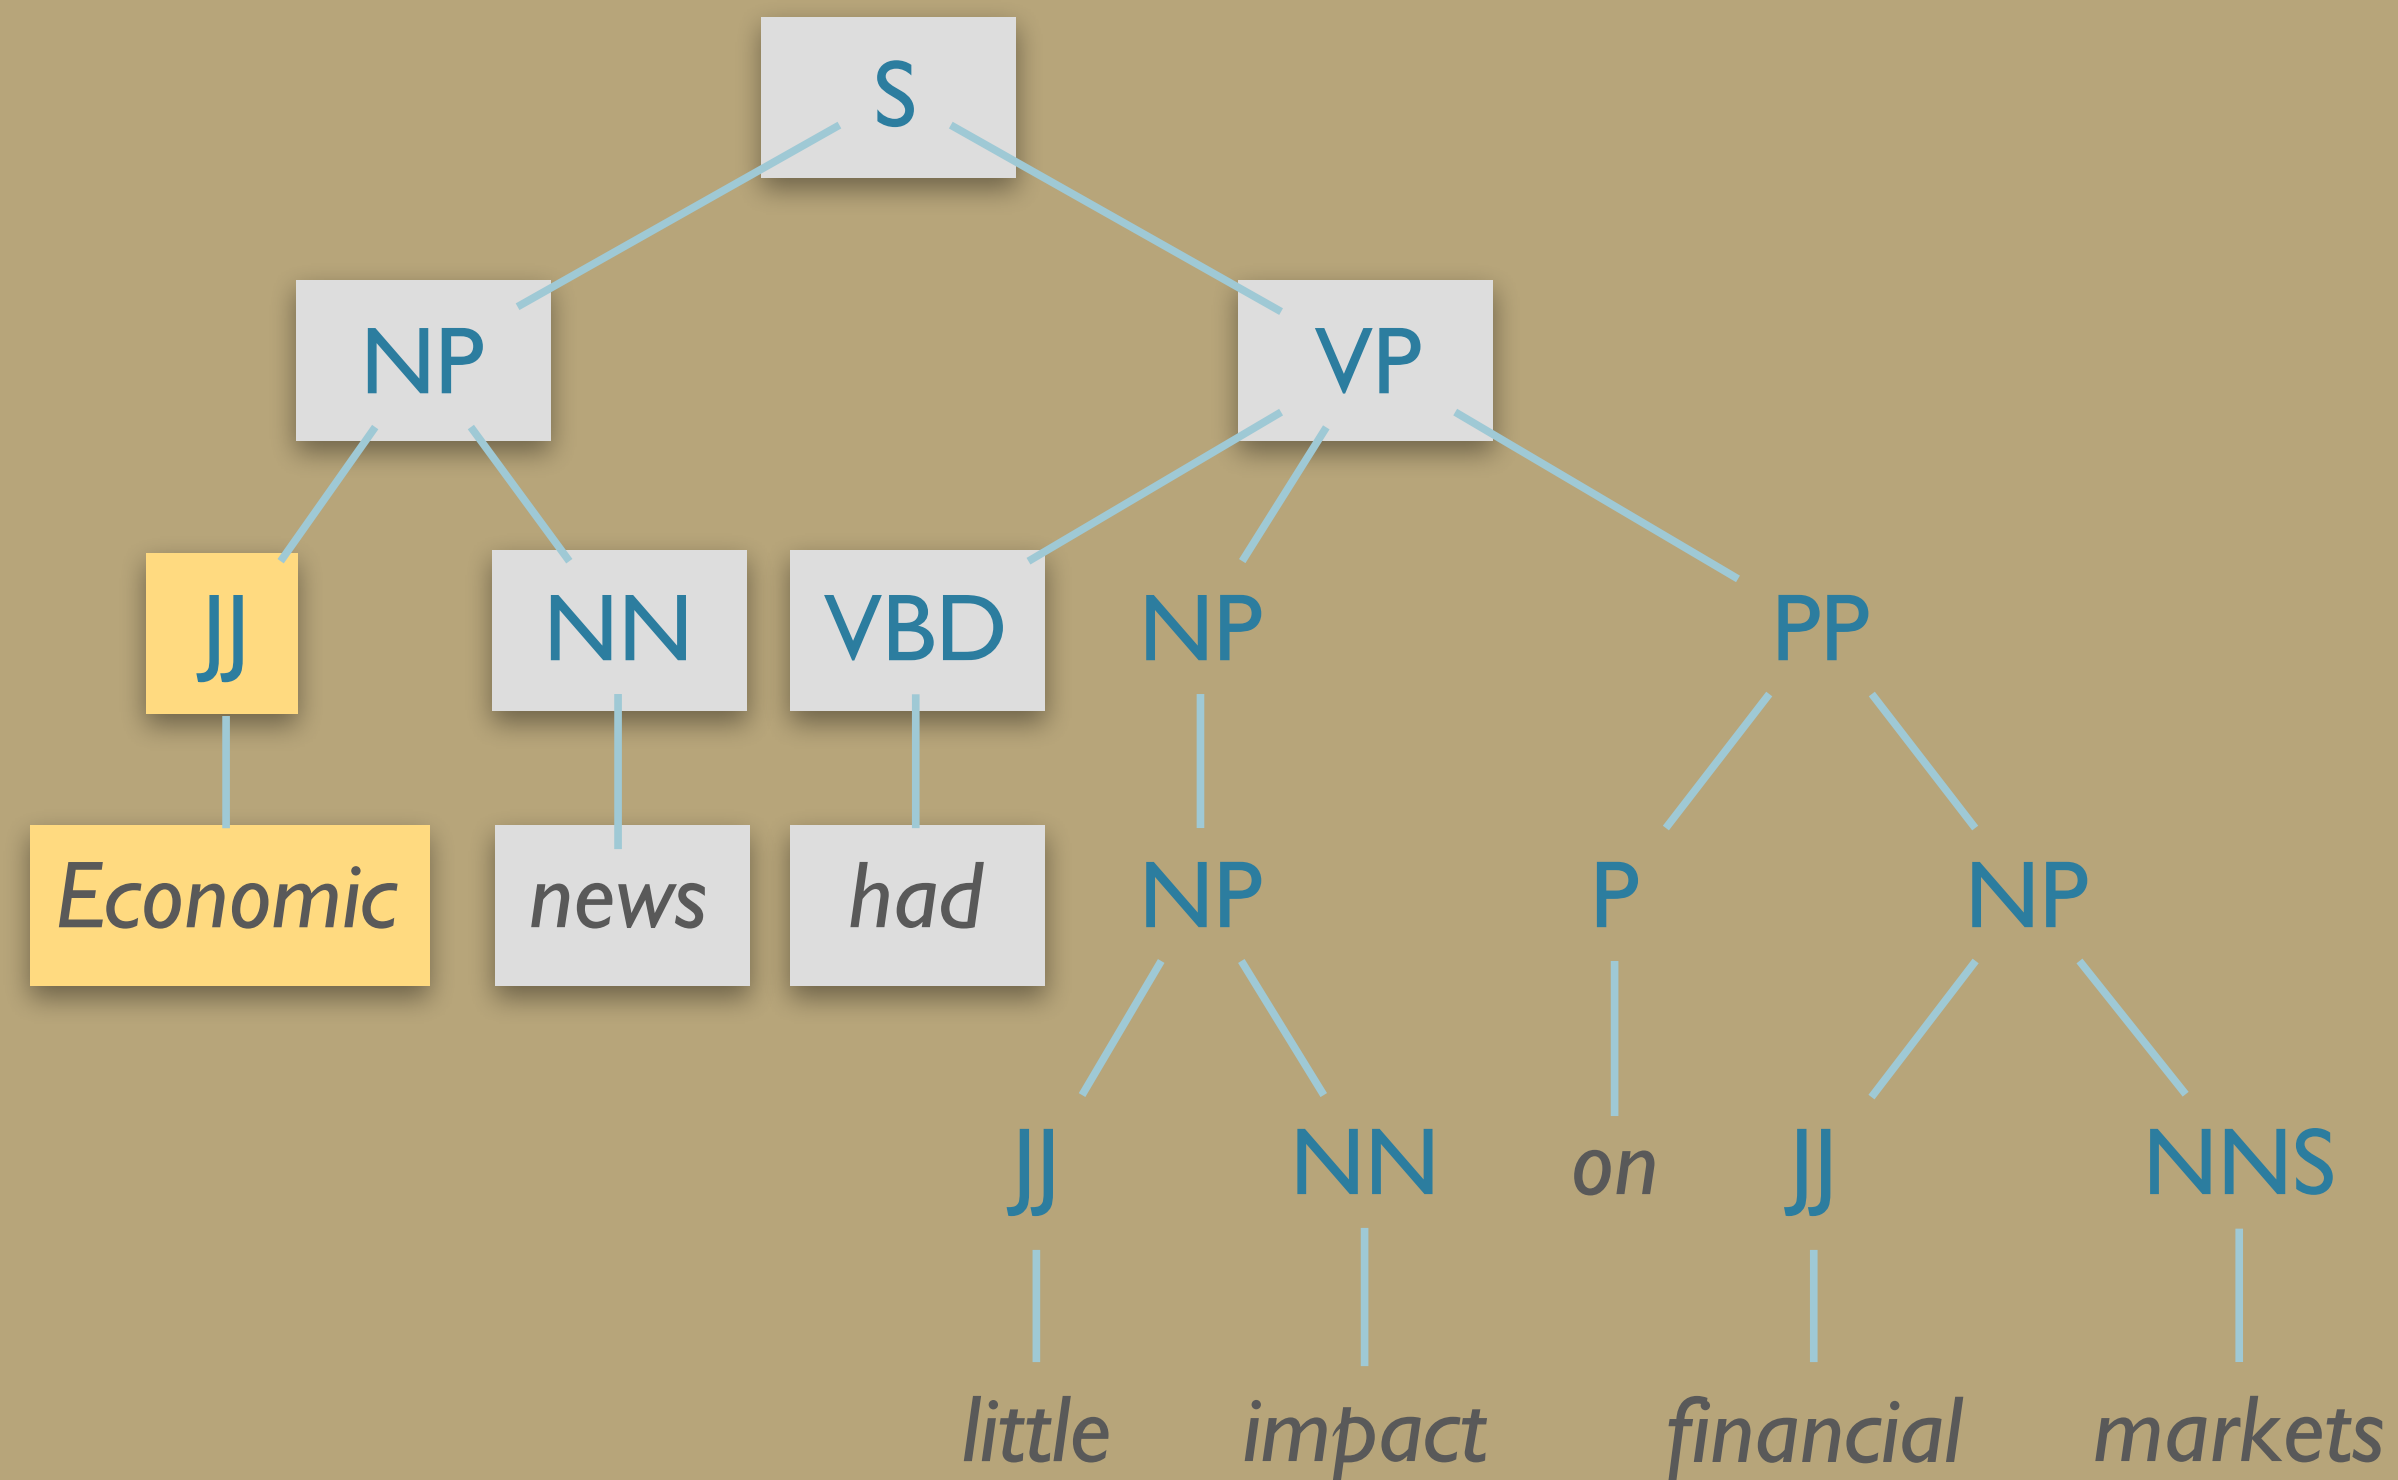 S
NP VP
JJ NN VBD NP PP
Economic news had NP P NP
JJ NN on JJ NNS
little impact financial markets